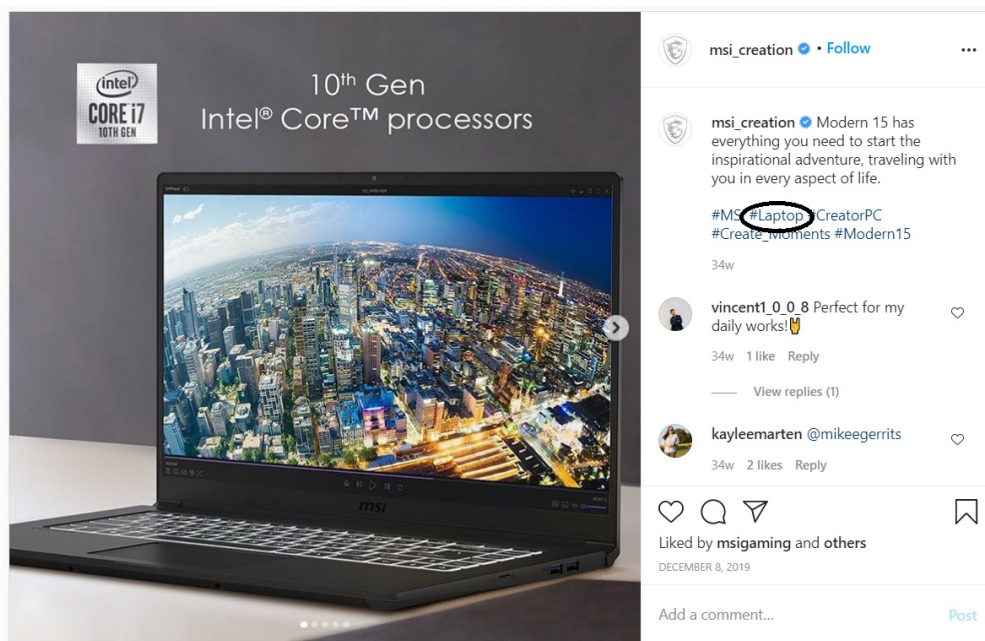 intel
CORE i7
10TH GEN
10th Gen
Intel® Core™ processors
msi
msi_creation • Follow
msi_creation Modern 15 has
everything you need to start the
inspirational adventure, traveling with
you in every aspect of life.
#MS #Laptop #CreatorPC
#Create_Moments #Modern15
34w
vincent1_0_0_8 Perfect for my
daily works!
34w 1 like Reply
View replies (1)
kayleemarten @mikeegerrits
34w 2 likes Reply
Liked by msigaming and others
DECEMBER 8, 2019
Add a comment...
Post